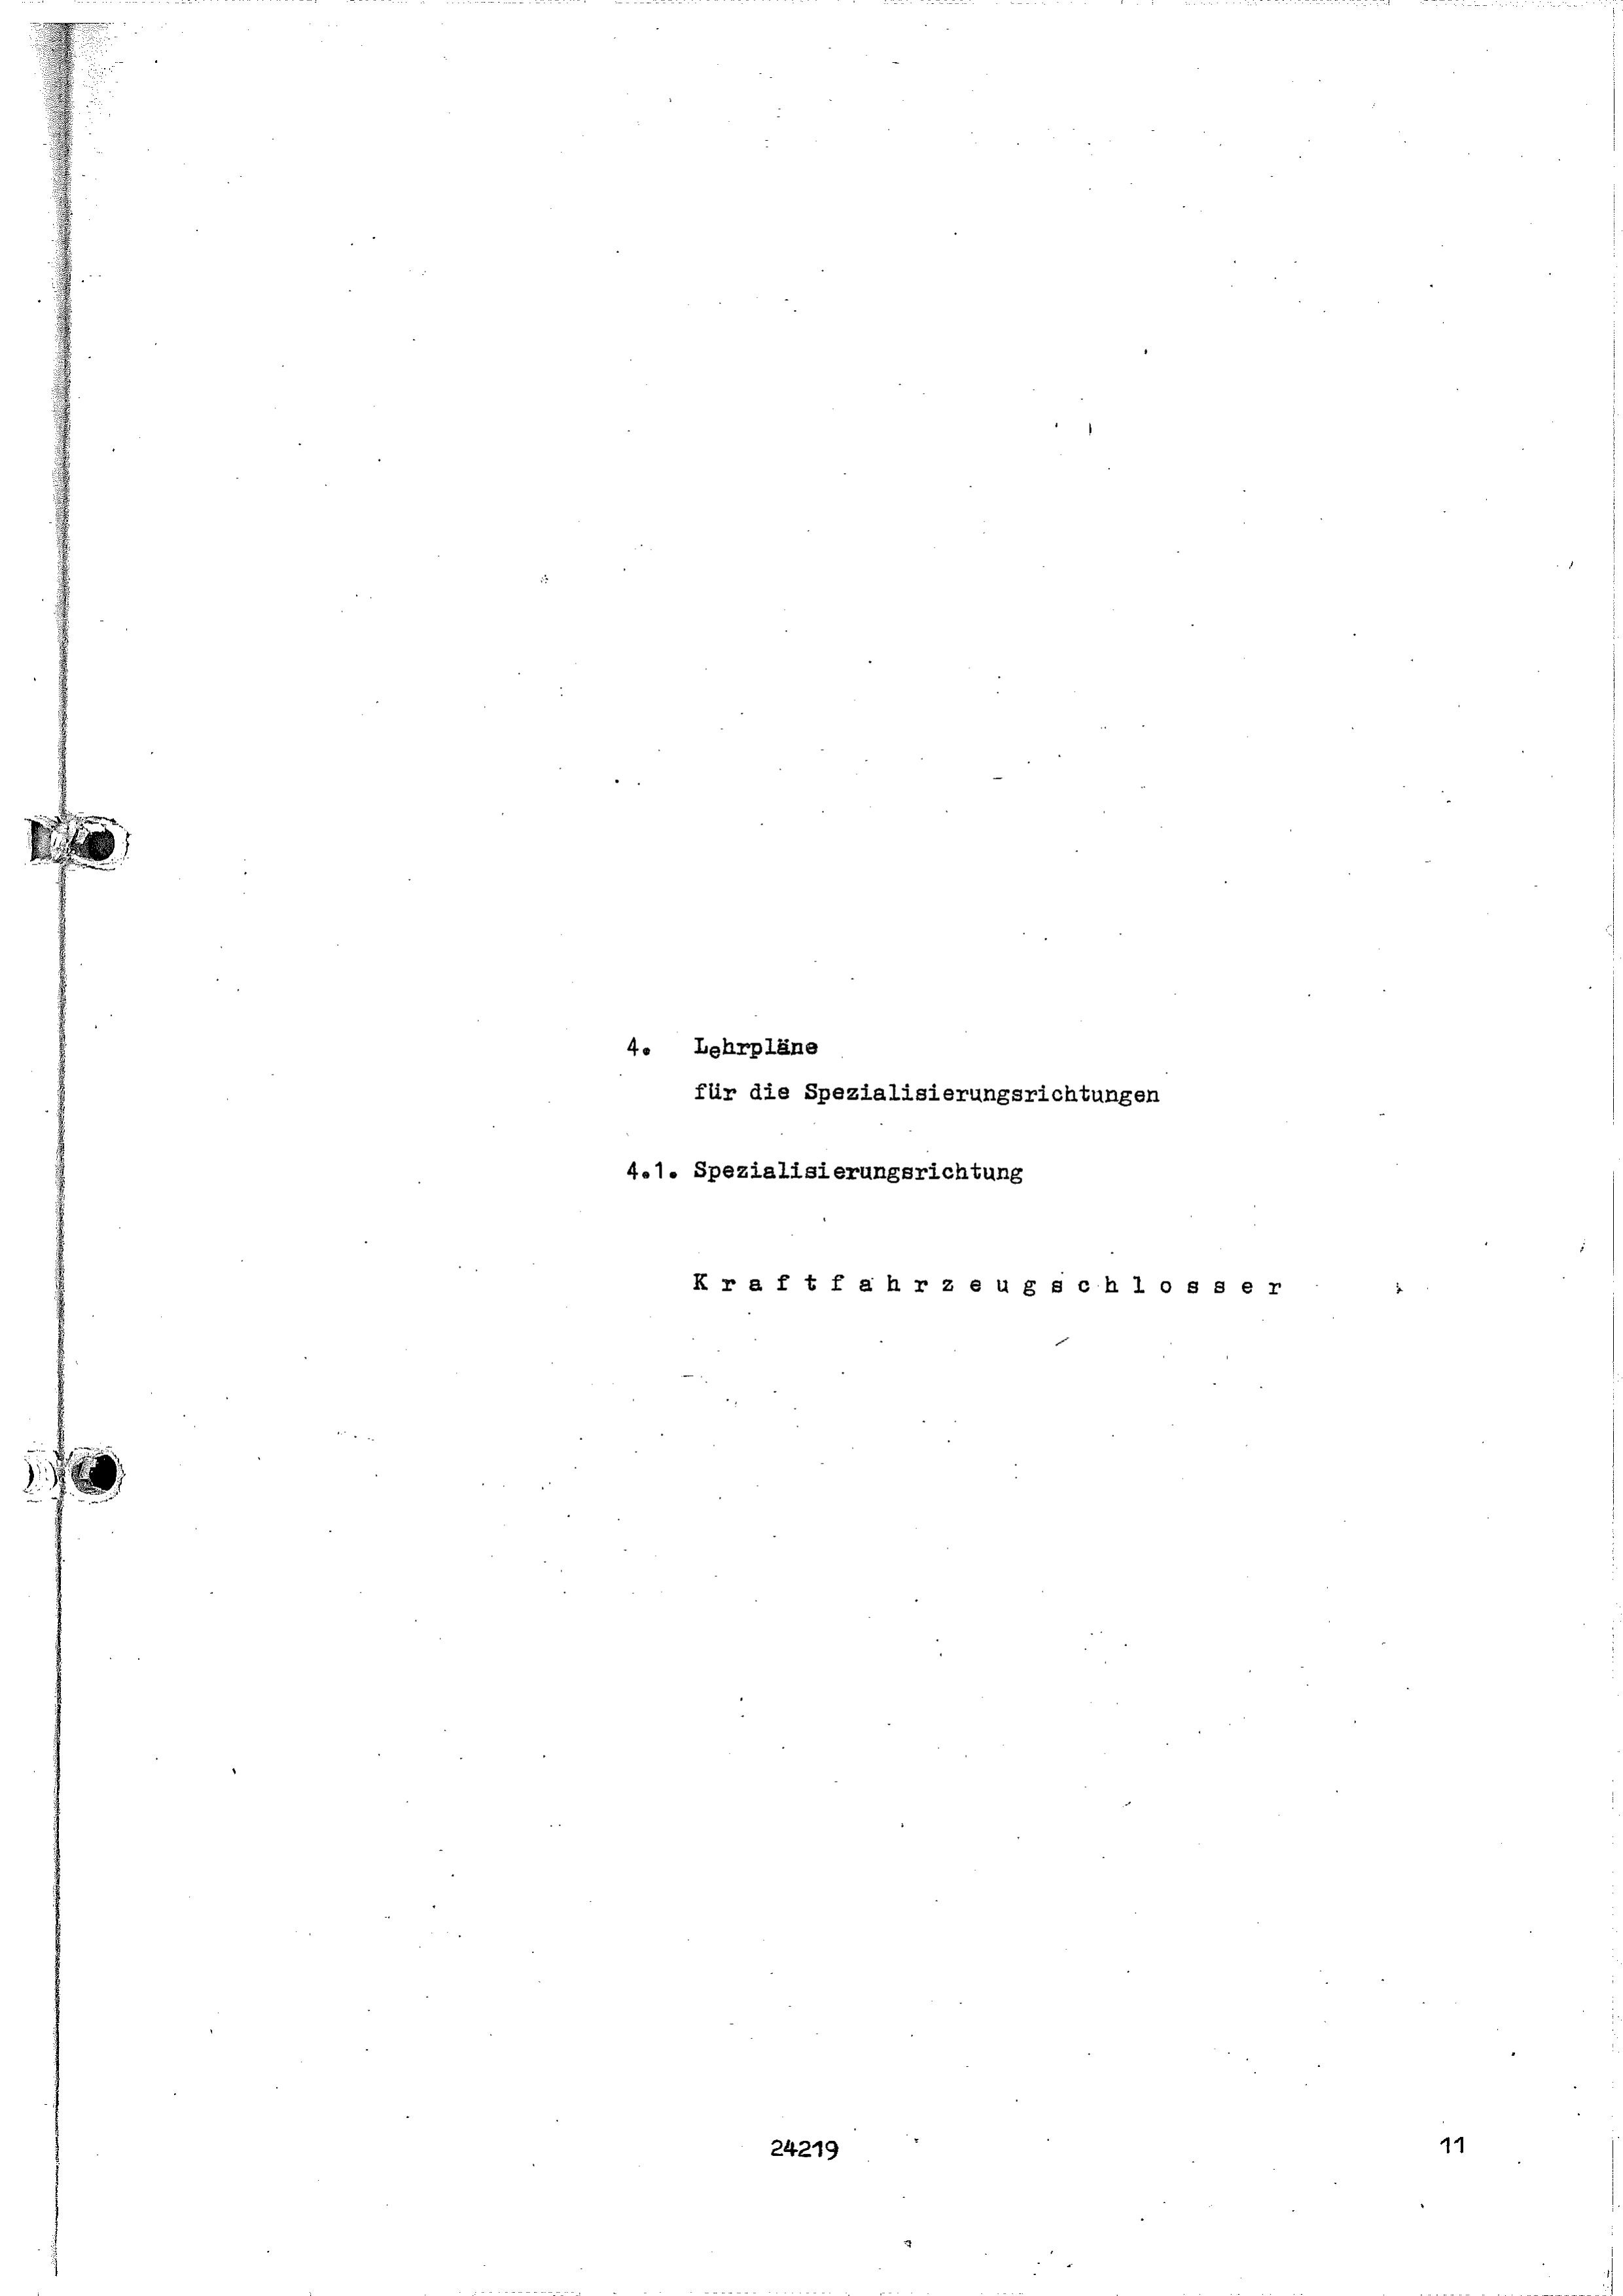 4. Lehrpläne
für die Spezialisierungsrichtungen
4.1. Spezialisierungsrichtung
K r a f t f a h r z e u g s c h l o s s e r
24219
11